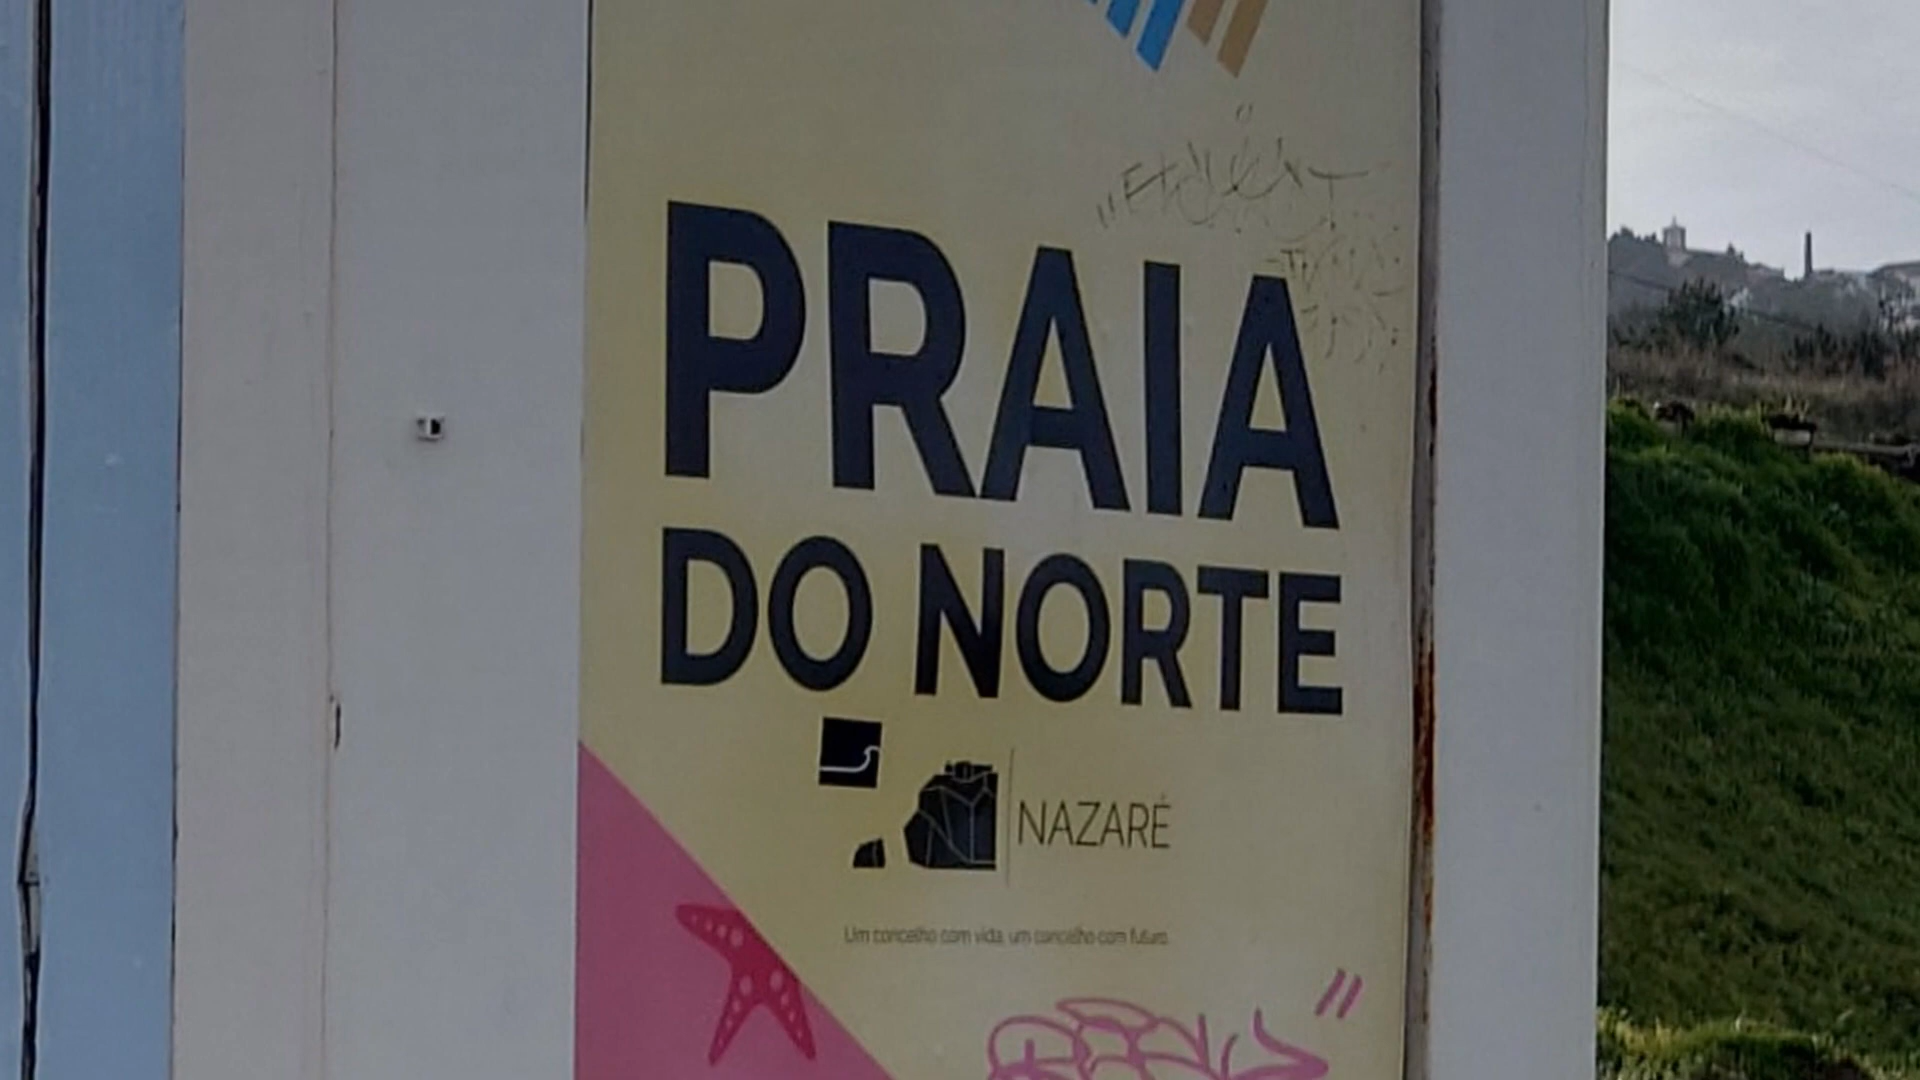 PRAIA
DO NORTE
NAZARÉ
Um concelho com vida, um concelho com futuro